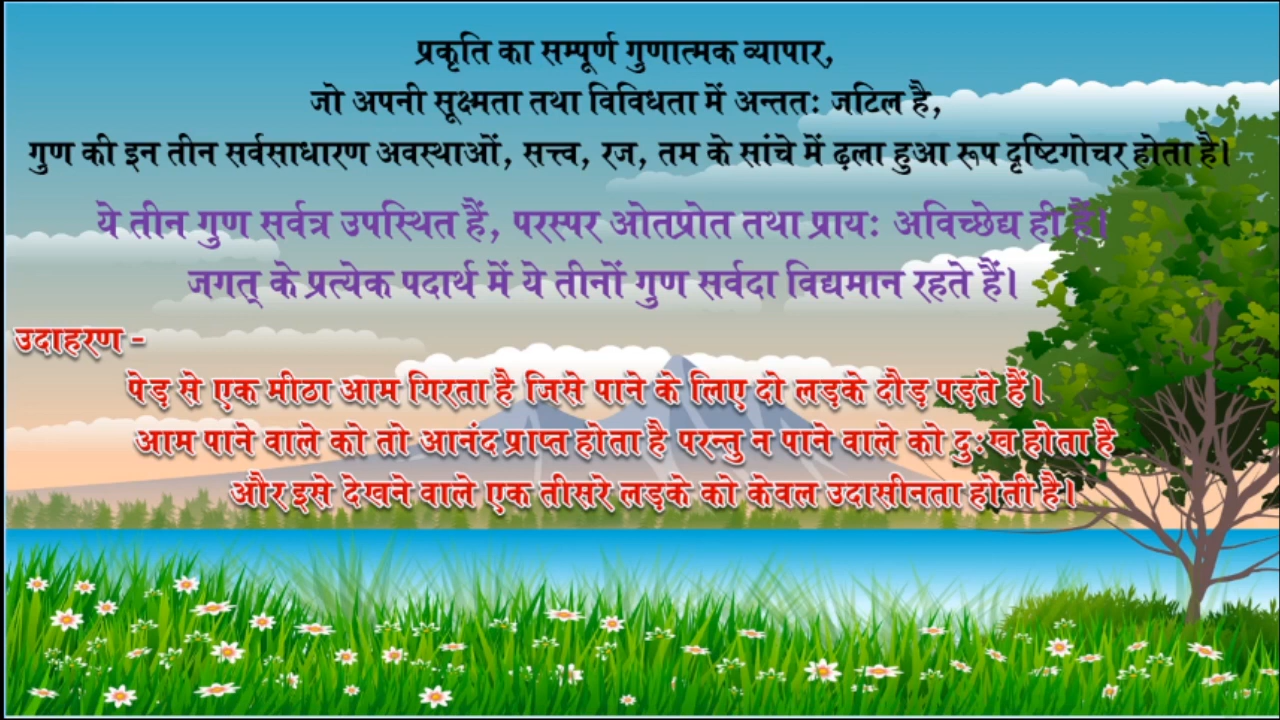 प्रकृति का सम्पूर्ण गुणात्मक व्यापार,
जो अपनी सूक्ष्मता तथा विविधता में अन्ततः जटिल है,
गुण की इन तीन सर्वसाधारण अवस्थाओं, सत्त्व, रज, तम के सांचे में ढ़ला हुआ रूप दृष्टिगोचर होता है।
ये तीन गुण सर्वत्र उपस्थित हैं, परस्पर ओतप्रोत तथा प्रायः अविच्छेद्य ही हैं।
जगत् के प्रत्येक पदार्थ में ये तीनों गुण सर्वदा विद्यमान रहते हैं।
उदाहरण -
पेड़ से एक मीठा आम गिरता है जिसे पाने के लिए दो लड़के दौड़ पड़ते हैं।
आम पाने वाले को तो आनंद प्राप्त होता है परन्तु न पाने वाले को दुःख होता है
और इसे देखने वाले एक तीसरे लड़के को केवल उदासीनता होती है।